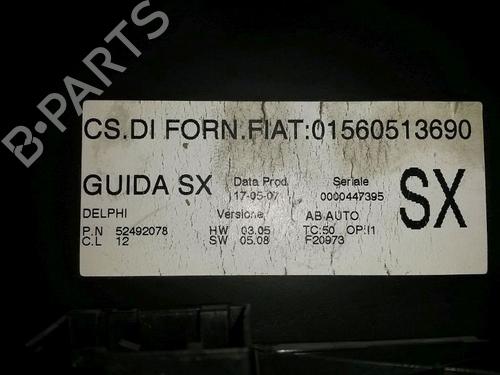 B-PARTS
CS.DI FORN.FIAT:01560513690
GUIDA SX Data Prod. Seriale SX
17-05-07 0000447395
DELPHI Versione AB AUTO
P.N 52492078 HW 03.05 TC:50 OP:I1
C.L 12 SW 05.08 F20973